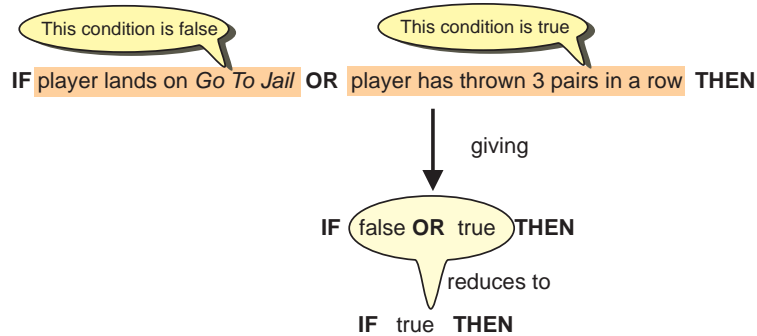 This condition is false
This condition is true
IF player lands on Go To Jail OR player has thrown 3 pairs in a row THEN
giving
IF false OR true THEN
reduces to
IF true THEN